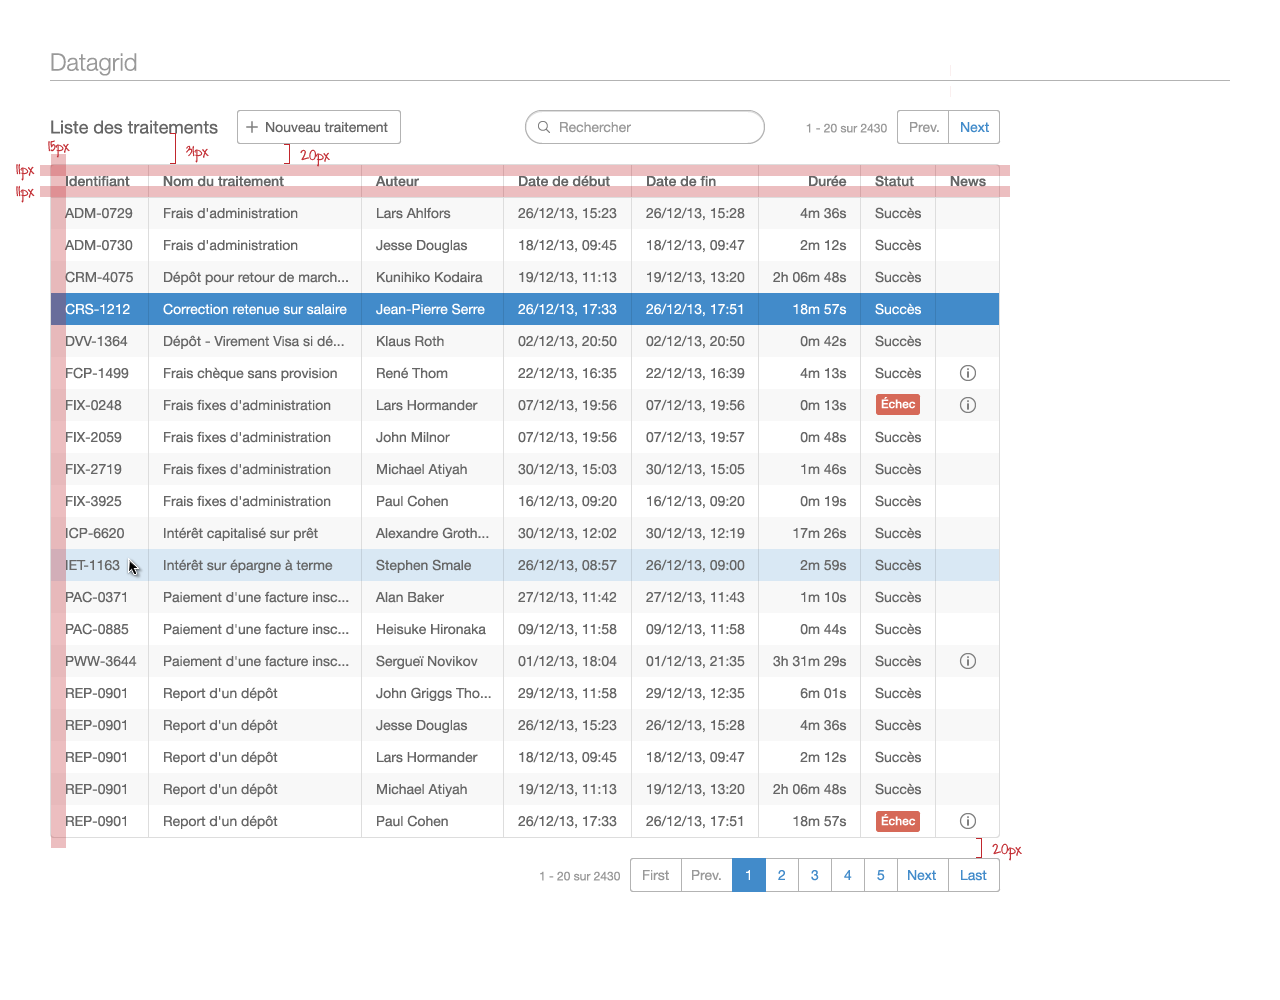 Datagrid
Liste des traitements + Nouveau traitement Rechercher 1 - 20 sur 2430 Prev. Next
15px 31px 20px
11px
11px
Identifiant Nom du traitement Auteur Date de début Date de fin Durée Statut News
ADM-0729 Frais d'administration Lars Ahlfors 26/12/13, 15:23 26/12/13, 15:28 4m 36s Succès
ADM-0730 Frais d'administration Jesse Douglas 18/12/13, 09:45 18/12/13, 09:47 2m 12s Succès
CRM-4075 Dépôt pour retour de march... Kunihiko Kodaira 19/12/13, 11:13 19/12/13, 13:20 2h 06m 48s Succès
CRS-1212 Correction retenue sur salaire Jean-Pierre Serre 26/12/13, 17:33 26/12/13, 17:51 18m 57s Succès
DVV-1364 Dépôt - Virement Visa si dé... Klaus Roth 02/12/13, 20:50 02/12/13, 20:50 0m 42s Succès
FCP-1499 Frais chèque sans provision René Thom 22/12/13, 16:35 22/12/13, 16:39 4m 13s Succès
FIX-0248 Frais fixes d'administration Lars Hormander 07/12/13, 19:56 07/12/13, 19:56 0m 13s Échec
FIX-2059 Frais fixes d'administration John Milnor 07/12/13, 19:56 07/12/13, 19:57 0m 48s Succès
FIX-2719 Frais fixes d'administration Michael Atiyah 30/12/13, 15:03 30/12/13, 15:05 1m 46s Succès
FIX-3925 Frais fixes d'administration Paul Cohen 16/12/13, 09:20 16/12/13, 09:20 0m 19s Succès
ICP-6620 Intérêt capitalisé sur prêt Alexandre Groth... 30/12/13, 12:02 30/12/13, 12:19 17m 26s Succès
IET-1163 Intérêt sur épargne à terme Stephen Smale 26/12/13, 08:57 26/12/13, 09:00 2m 59s Succès
PAC-0371 Paiement d'une facture insc... Alan Baker 27/12/13, 11:42 27/12/13, 11:43 1m 10s Succès
PAC-0885 Paiement d'une facture insc... Heisuke Hironaka 09/12/13, 11:58 09/12/13, 11:58 0m 44s Succès
PWW-3644 Paiement d'une facture insc... Sergueï Novikov 01/12/13, 18:04 01/12/13, 21:35 3h 31m 29s Succès
REP-0901 Report d'un dépôt John Griggs Tho... 29/12/13, 11:58 29/12/13, 12:35 6m 01s Succès
REP-0901 Report d'un dépôt Jesse Douglas 26/12/13, 15:23 26/12/13, 15:28 4m 36s Succès
REP-0901 Report d'un dépôt Lars Hormander 18/12/13, 09:45 18/12/13, 09:47 2m 12s Succès
REP-0901 Report d'un dépôt Michael Atiyah 19/12/13, 11:13 19/12/13, 13:20 2h 06m 48s Succès
REP-0901 Report d'un dépôt Paul Cohen 26/12/13, 17:33 26/12/13, 17:51 18m 57s Échec
20px
1 - 20 sur 2430 First Prev. 1 2 3 4 5 Next Last